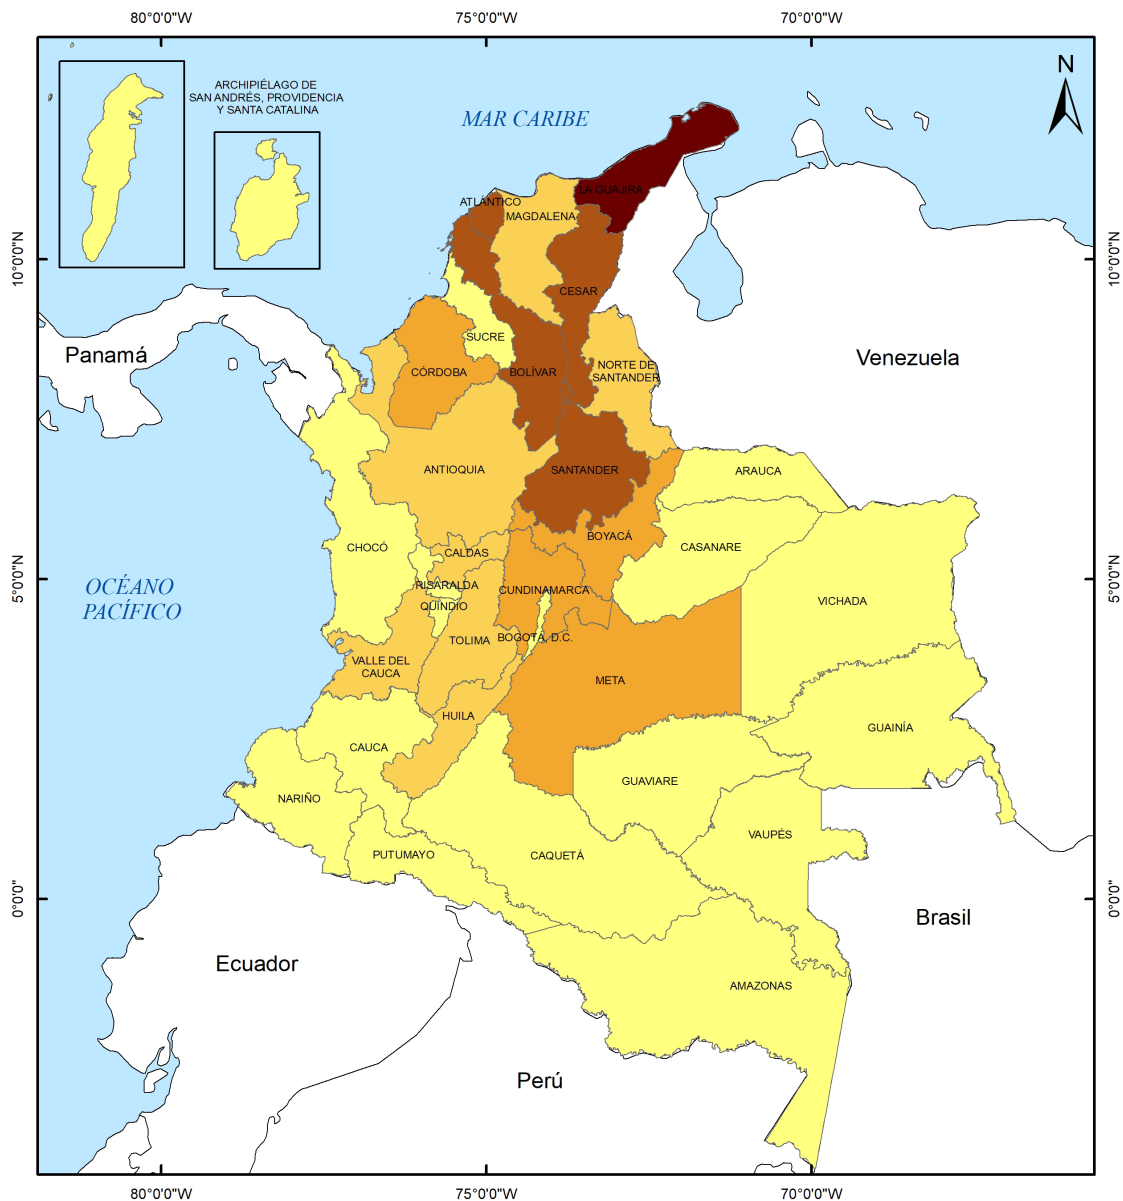 80°0'0"W
75°0'0"W
70°0'0"W
N
ARCHIPIÉLAGO DE
SAN ANDRÉS, PROVIDENCIA
Y SANTA CATALINA
MAR CARIBE
LA GUAJIRA
ATLÁNTICO
MAGDALENA
10°0'0"N
10°0'0"N
CESAR
SUCRE
Panamá
Venezuela
CÓRDOBA
BOLÍVAR
NORTE DE
SANTANDER
ANTIOQUIA
SANTANDER
ARAUCA
BOYACÁ
CHOCÓ
CALDAS
CASANARE
5°0'0"N
5°0'0"N
OCÉANO
PACÍFICO
RISARALDA
CUNDINAMARCA
VICHADA
QUINDÍO
TOLIMA
BOGOTÁ, D.C.
VALLE DEL
CAUCA
META
HUILA
GUAINÍA
CAUCA
GUAVIARE
NARIÑO
VAUPÉS
PUTUMAYO
CAQUETÁ
0°0'0"
0°0'0"
Brasil
Ecuador
AMAZONAS
Perú
80°0'0"W
75°0'0"W
70°0'0"W